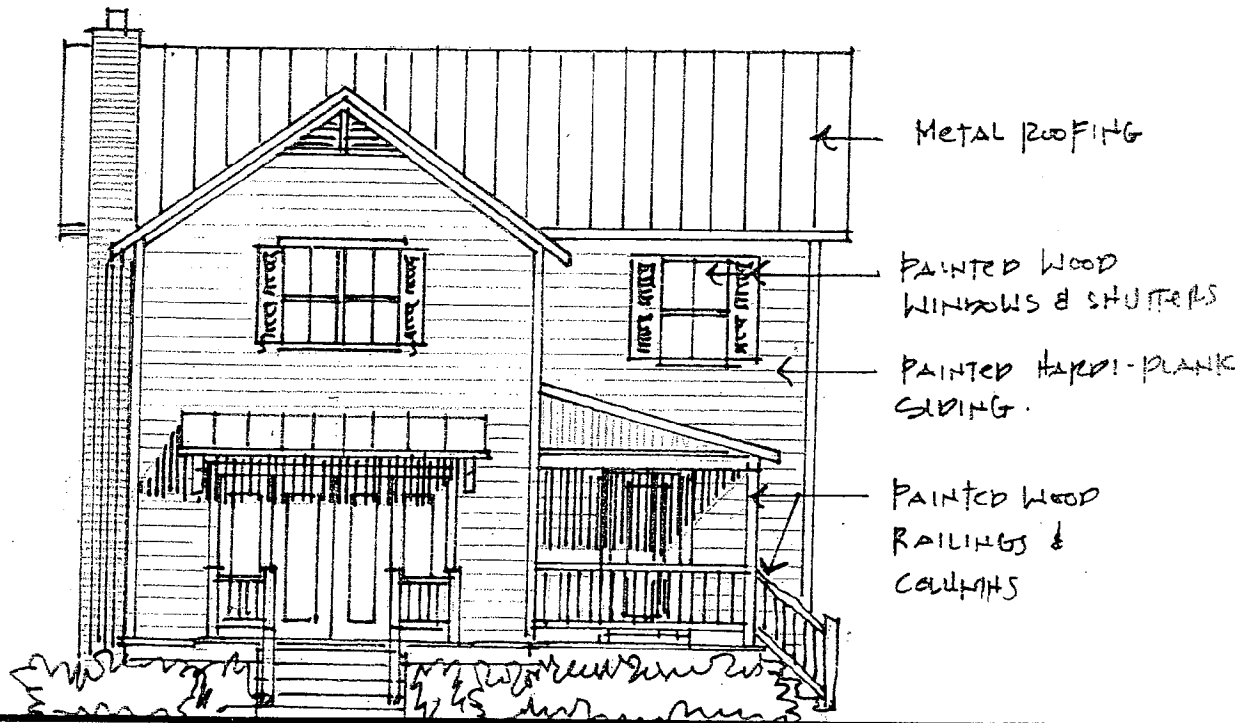 METAL ROOFING
PAINTED WOOD
WINDOWS & SHUTTERS
PAINTED HARDI-PLANK
SIDING.
PAINTED WOOD
RAILINGS &
COLUMNS